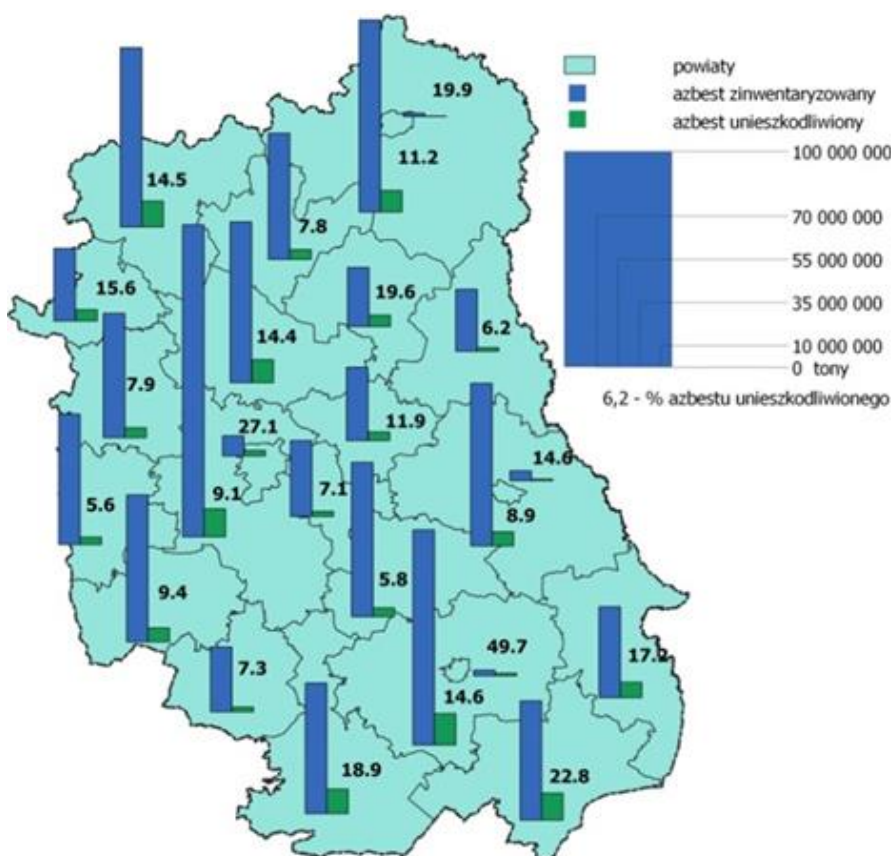 powiaty
azbest zinwentaryzowany
azbest unieszkodliwiony
100 000 000
70 000 000
55 000 000
35 000 000
10 000 000
0 tony
6,2 - % azbestu unieszkodliwionego
19.9
11.2
14.5
7.8
15.6
19.6
6.2
14.4
7.9
11.9
27.1
14.6
5.6
9.1
7.1
8.9
9.4
5.8
49.7
17.2
7.3
14.6
18.9
22.8